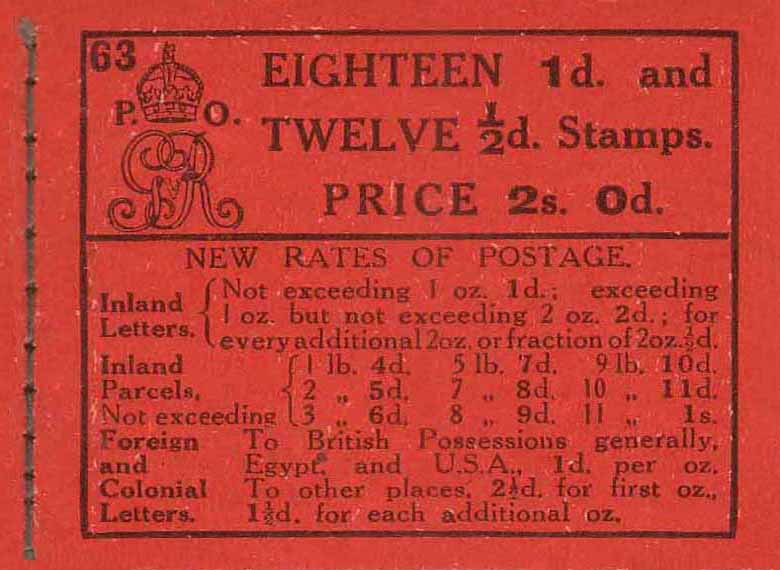 63
P. O.
GRV
EIGHTEEN 1d. and
TWELVE ½d. Stamps.
PRICE 2s. 0d.
NEW RATES OF POSTAGE.
Inland Letters. { Not exceeding 1 oz. 1d.; exceeding
1 oz. but not exceeding 2 oz. 2d.; for
every additional 2oz. or fraction of 2oz. ½d.
Inland { 1 lb. 4d. 5 lb. 7d. 9 lb. 10d.
Parcels, 2 „ 5d. 7 „ 8d. 10 „ 11d.
Not exceeding 3 „ 6d. 8 „ 9d. 11 „ 1s.
Foreign To British Possessions generally,
and Egypt, and U.S.A., 1d. per oz.
Colonial To other places, 2½d. for first oz.,
Letters. 1½d. for each additional oz.